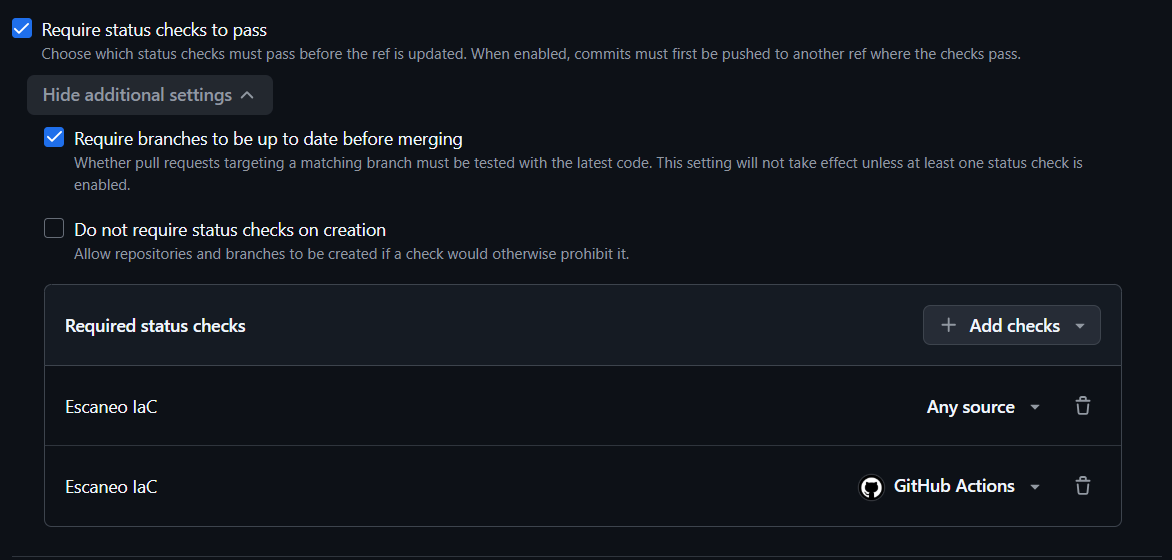 Require status checks to pass
Choose which status checks must pass before the ref is updated. When enabled, commits must first be pushed to another ref where the checks pass.
Hide additional settings
Require branches to be up to date before merging
Whether pull requests targeting a matching branch must be tested with the latest code. This setting will not take effect unless at least one status check is
enabled.
Do not require status checks on creation
Allow repositories and branches to be created if a check would otherwise prohibit it.
Required status checks
Add checks
Escaneo IaC
Any source
Escaneo IaC
GitHub Actions